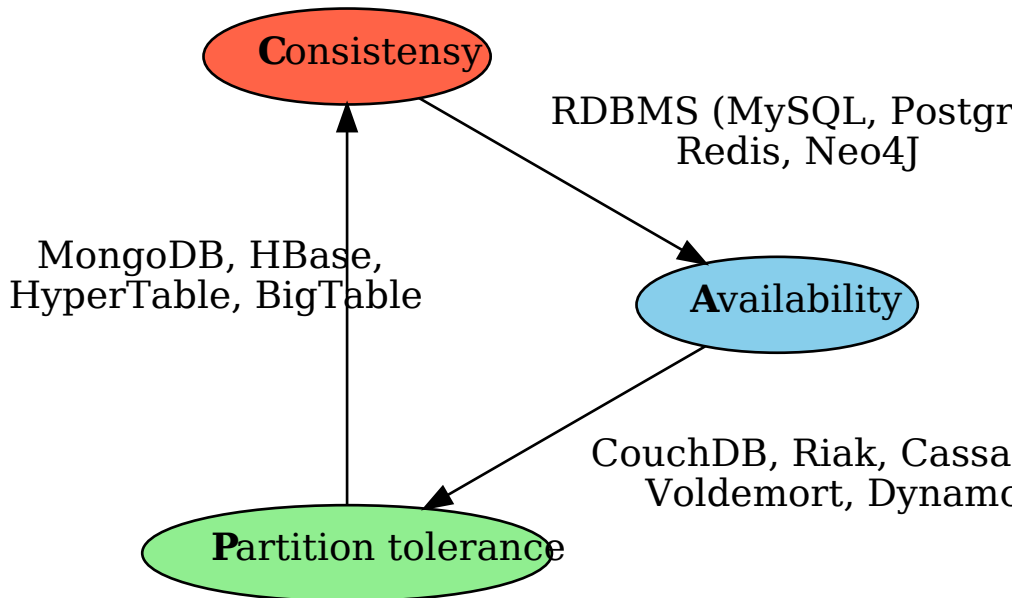 Consistensy
RDBMS (MySQL, Postgr
Redis, Neo4J
MongoDB, HBase,
HyperTable, BigTable
Availability
CouchDB, Riak, Cassa
Voldemort, Dynamo
Partition tolerance